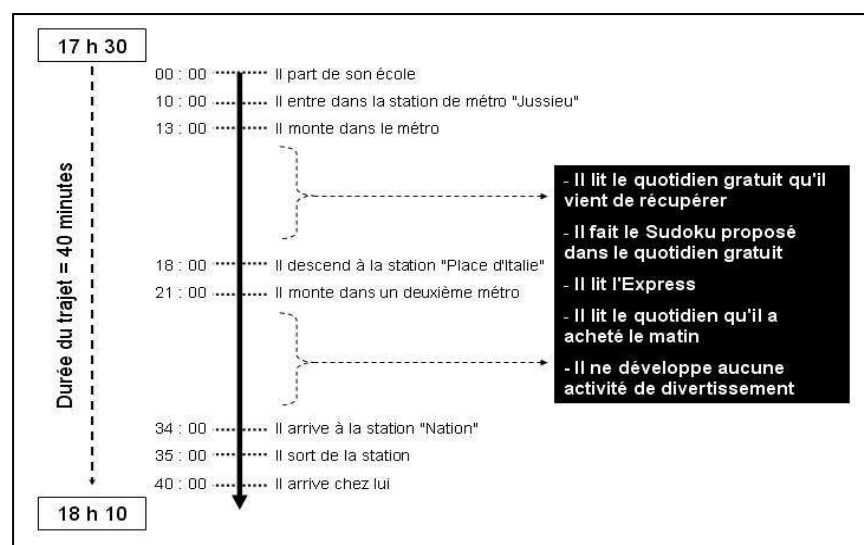 17 h 30
00 : 00 Il part de son école
10 : 00 Il entre dans la station de métro "Jussieu"
13 : 00 Il monte dans le métro
- Il lit le quotidien gratuit qu'il
vient de récupérer
- Il fait le Sudoku proposé
dans le quotidien gratuit
- Il lit l'Express
- Il lit le quotidien qu'il a
acheté le matin
- Il ne développe aucune
activité de divertissement
18 : 00 Il descend à la station "Place d'Italie"
21 : 00 Il monte dans un deuxième métro
34 : 00 Il arrive à la station "Nation"
35 : 00 Il sort de la station
40 : 00 Il arrive chez lui
Durée du trajet = 40 minutes
18 h 10